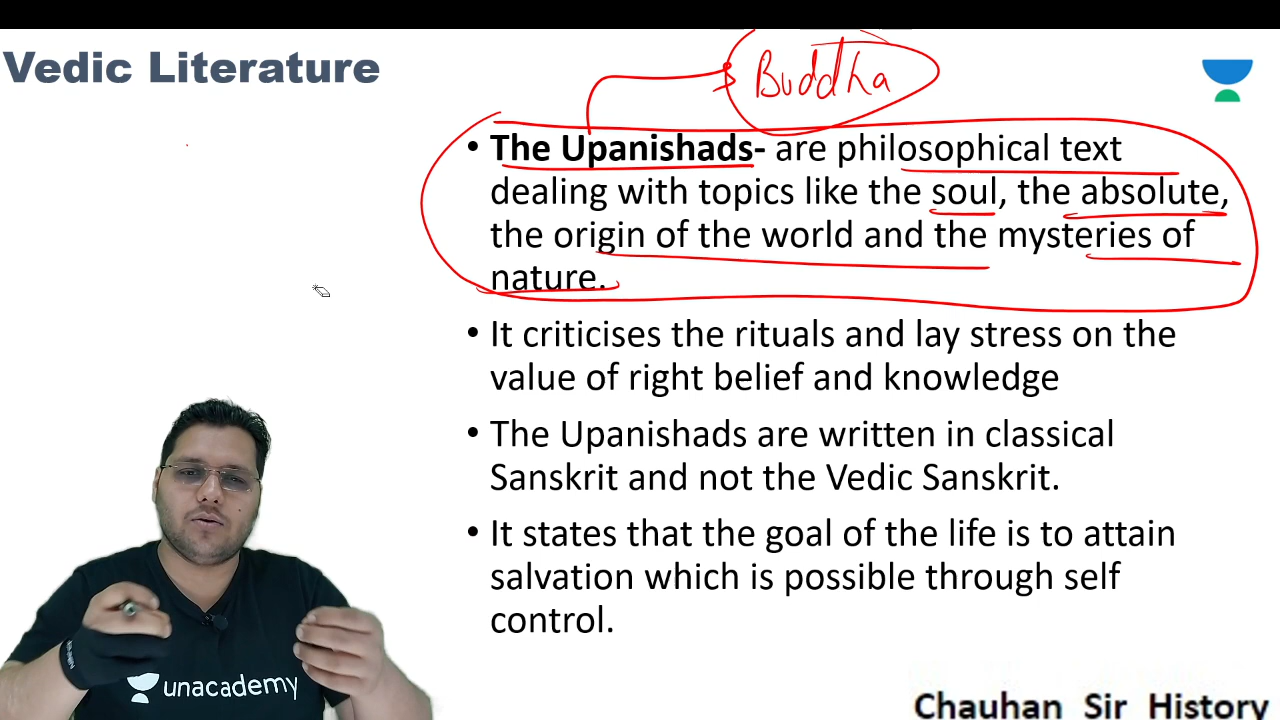 Vedic Literature
Buddha
• The Upanishads- are philosophical text
dealing with topics like the soul, the absolute,
the origin of the world and the mysteries of
nature.
• It criticises the rituals and lay stress on the
value of right belief and knowledge
• The Upanishads are written in classical
Sanskrit and not the Vedic Sanskrit.
• It states that the goal of the life is to attain
salvation which is possible through self
control.
unacademy
Chauhan Sir History